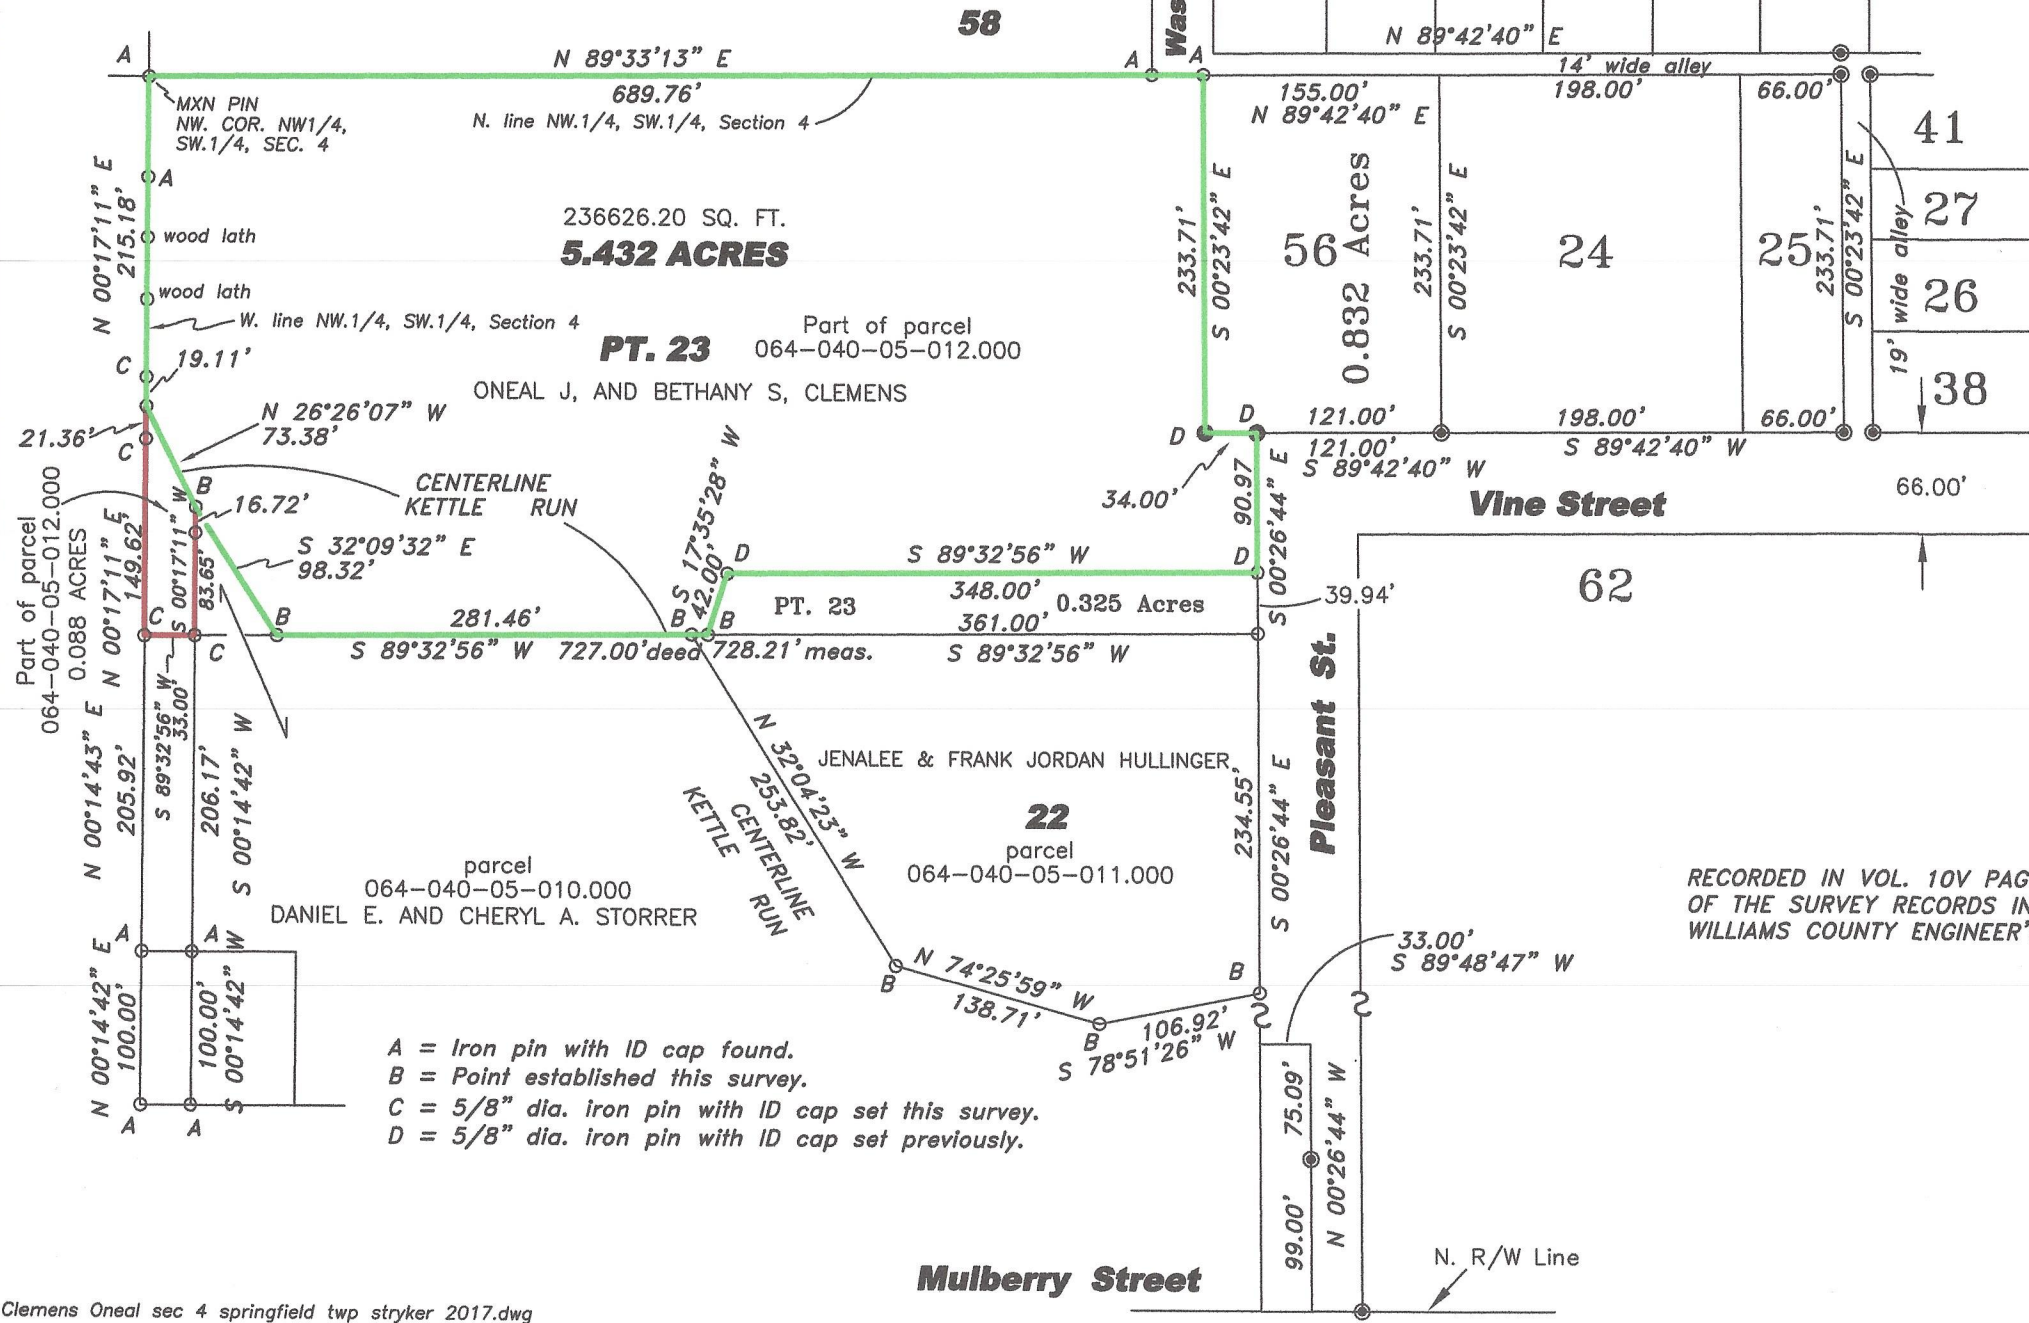 58
Was
N 89°42'40" E
A
N 89°33'13" E
A
A
14' wide alley
689.76'
155.00'
198.00'
66.00'
N 89°42'40" E
MXN PIN
NW. COR. NW1/4,
SW.1/4, SEC. 4
N. line NW.1/4, SW.1/4, Section 4
41
A
N 00°17'11" E
215.18'
wood lath
wood lath
236626.20 SQ. FT.
5.432 ACRES
233.71'
S 00°23'42" E
56
0.832 Acres
233.71'
S 00°23'42" E
24
25
233.71'
S 00°23'42" E
19' wide alley
27
26
38
W. line NW.1/4, SW.1/4, Section 4
PT. 23
Part of parcel
064-040-05-012.000
ONEAL J, AND BETHANY S, CLEMENS
C
19.11'
N 26°26'07" W
73.38'
21.36'
C
CENTERLINE
KETTLE RUN
D
D
121.00'
198.00'
66.00'
121.00'
S 89°42'40" W
S 89°42'40" W
34.00'
90.97
S 00°26'44" E
Vine Street
66.00'
Part of parcel
064-040-05-012.000
0.088 ACRES
N 00°17'11" E
149.62'
S 00°17'11" W
83.65'
B
16.72'
S 32°09'32" E
98.32'
S 17°35'28" W
42.00'
D
S 89°32'56" W
D
348.00'
39.94'
62
PT. 23
0.325 Acres
C
B
281.46'
B
B
361.00'
C
S 89°32'56" W
727.00'deed
728.21'meas.
S 89°32'56" W
S 89°32'56" W
33.00'
N 00°14'43" E
205.92'
206.17'
S 00°14'42" W
N 32°04'23" W
253.82'
CENTERLINE
KETTLE RUN
JENALEE & FRANK JORDAN HULLINGER
22
parcel
064-040-05-011.000
234.55'
S 00°26'44" E
Pleasant St.
parcel
064-040-05-010.000
DANIEL E. AND CHERYL A. STORRER
RECORDED IN VOL. 10V PAG
OF THE SURVEY RECORDS IN
WILLIAMS COUNTY ENGINEER'
A
A
N 00°14'42" E
100.00'
100.00'
S 00°14'42" W
B
N 74°25'59" W
138.71'
B
B
106.92'
S 78°51'26" W
33.00'
S 89°48'47" W
A = Iron pin with ID cap found.
B = Point established this survey.
C = 5/8" dia. iron pin with ID cap set this survey.
D = 5/8" dia. iron pin with ID cap set previously.
A
A
75.09'
99.00'
N 00°26'44" W
N. R/W Line
Mulberry Street
Clemens Oneal sec 4 springfield twp stryker 2017.dwg